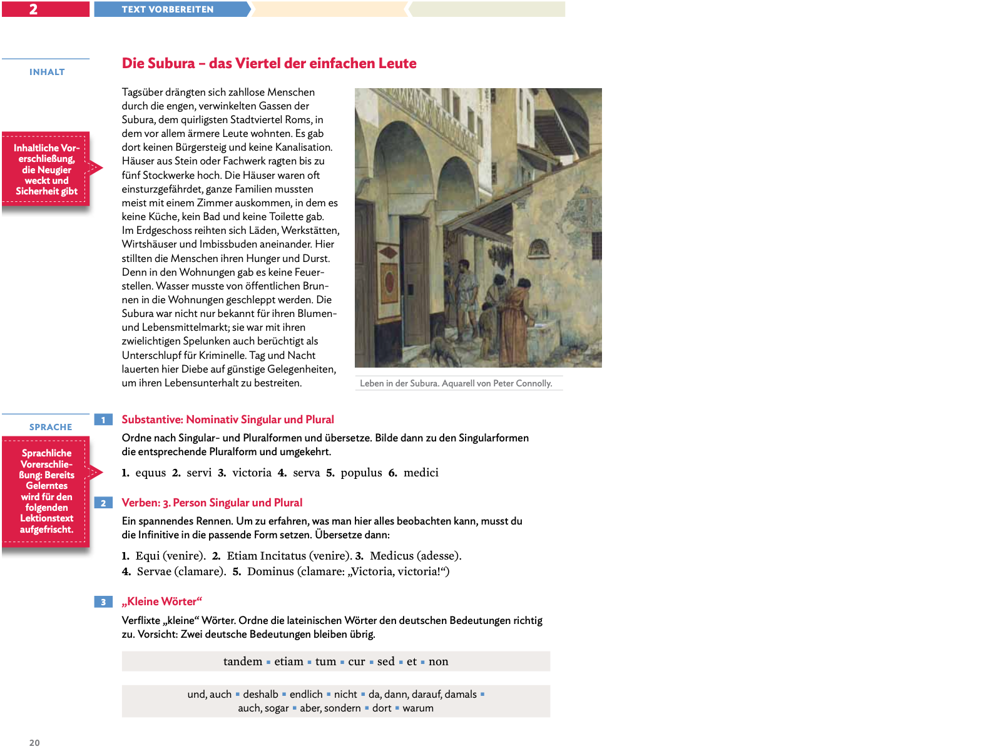 2
TEXT VORBEREITEN
INHALT
Die Subura – das Viertel der einfachen Leute
Tagsüber drängten sich zahllose Menschen
durch die engen, verwinkelten Gassen der
Subura, dem quirligsten Stadtviertel Roms, in
dem vor allem ärmere Leute wohnten. Es gab
dort keinen Bürgersteig und keine Kanalisation.
Häuser aus Stein oder Fachwerk ragten bis zu
fünf Stockwerke hoch. Die Häuser waren oft
einsturzgefährdet, ganze Familien mussten
meist mit einem Zimmer auskommen, in dem es
keine Küche, kein Bad und keine Toilette gab.
Im Erdgeschoss reihten sich Läden, Werkstätten,
Wirtshäuser und Imbissbuden aneinander. Hier
stillten die Menschen ihren Hunger und Durst.
Denn in den Wohnungen gab es keine Feuer-
stellen. Wasser musste von öffentlichen Brun-
nen in die Wohnungen geschleppt werden. Die
Subura war nicht nur bekannt für ihren Blumen-
und Lebensmittelmarkt; sie war mit ihren
zwielichtigen Spelunken auch berüchtigt als
Unterschlupf für Kriminelle. Tag und Nacht
lauerten hier Diebe auf günstige Gelegenheiten,
um ihren Lebensunterhalt zu bestreiten.
Inhaltliche Vor-
erschließung,
die Neugier
weckt und
Sicherheit gibt
Leben in der Subura. Aquarell von Peter Connolly.
SPRACHE
Sprachliche
Vorerschlie-
ßung: Bereits
Gelerntes
wird für den
folgenden
Lektionstext
aufgefrischt.
1 Substantive: Nominativ Singular und Plural
Ordne nach Singular- und Pluralformen und übersetze. Bilde dann zu den Singularformen
die entsprechende Pluralform und umgekehrt.
1. equus 2. servi 3. victoria 4. serva 5. populus 6. medici
2 Verben: 3. Person Singular und Plural
Ein spannendes Rennen. Um zu erfahren, was man hier alles beobachten kann, musst du
die Infinitive in die passende Form setzen. Übersetze dann:
1. Equi (venire). 2. Etiam Incitatus (venire). 3. Medicus (adesse).
4. Servae (clamare). 5. Dominus (clamare: „Victoria, victoria!“)
3 „Kleine Wörter“
Verflixte „kleine“ Wörter. Ordne die lateinischen Wörter den deutschen Bedeutungen richtig
zu. Vorsicht: Zwei deutsche Bedeutungen bleiben übrig.
tandem ▪ etiam ▪ tum ▪ cur ▪ sed ▪ et ▪ non
und, auch ▪ deshalb ▪ endlich ▪ nicht ▪ da, dann, darauf, damals ▪
auch, sogar ▪ aber, sondern ▪ dort ▪ warum
20